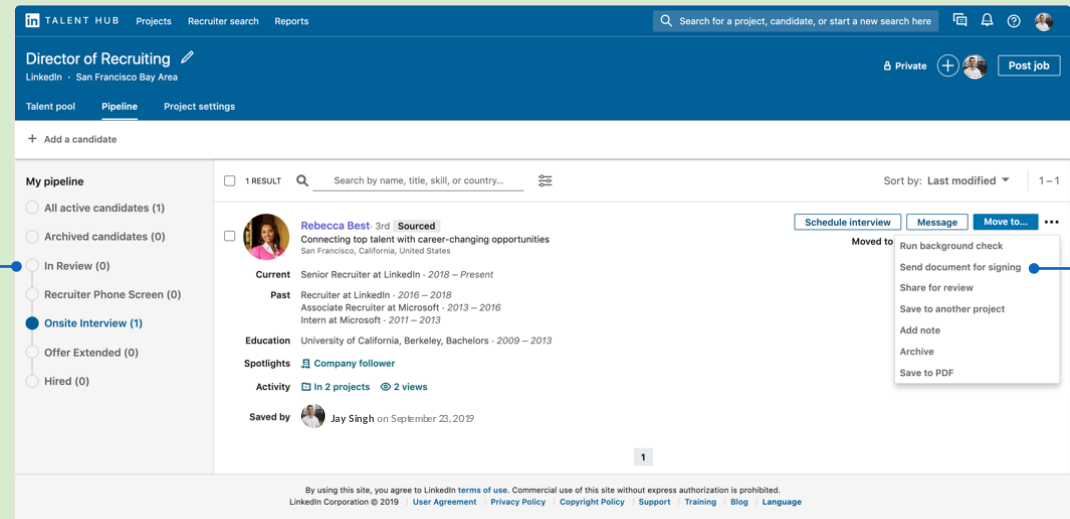 in TALENT HUB Projects Recruiter search Reports Search for a project, candidate, or start a new search here
Director of Recruiting
LinkedIn · San Francisco Bay Area
Private Post job
Talent pool Pipeline Project settings
+ Add a candidate
My pipeline
All active candidates (1)
Archived candidates (0)
In Review (0)
Recruiter Phone Screen (0)
Onsite Interview (1)
Offer Extended (0)
Hired (0)
1 RESULT Search by name, title, skill, or country... Sort by: Last modified 1 – 1
Rebecca Best · 3rd Sourced
Connecting top talent with career-changing opportunities
San Francisco, California, United States
Schedule interview Message Move to... •••
Moved to
Run background check
Send document for signing
Share for review
Save to another project
Add note
Archive
Save to PDF
Current Senior Recruiter at LinkedIn · 2018 – Present
Past Recruiter at LinkedIn · 2016 – 2018
Associate Recruiter at Microsoft · 2013 – 2016
Intern at Microsoft · 2011 – 2013
Education University of California, Berkeley, Bachelors · 2009 – 2013
Spotlights Company follower
Activity In 2 projects 2 views
Saved by Jay Singh on September 23, 2019
1
By using this site, you agree to LinkedIn terms of use. Commercial use of this site without express authorization is prohibited.
LinkedIn Corporation © 2019 | User Agreement | Privacy Policy | Copyright Policy | Support | Training | Blog | Language